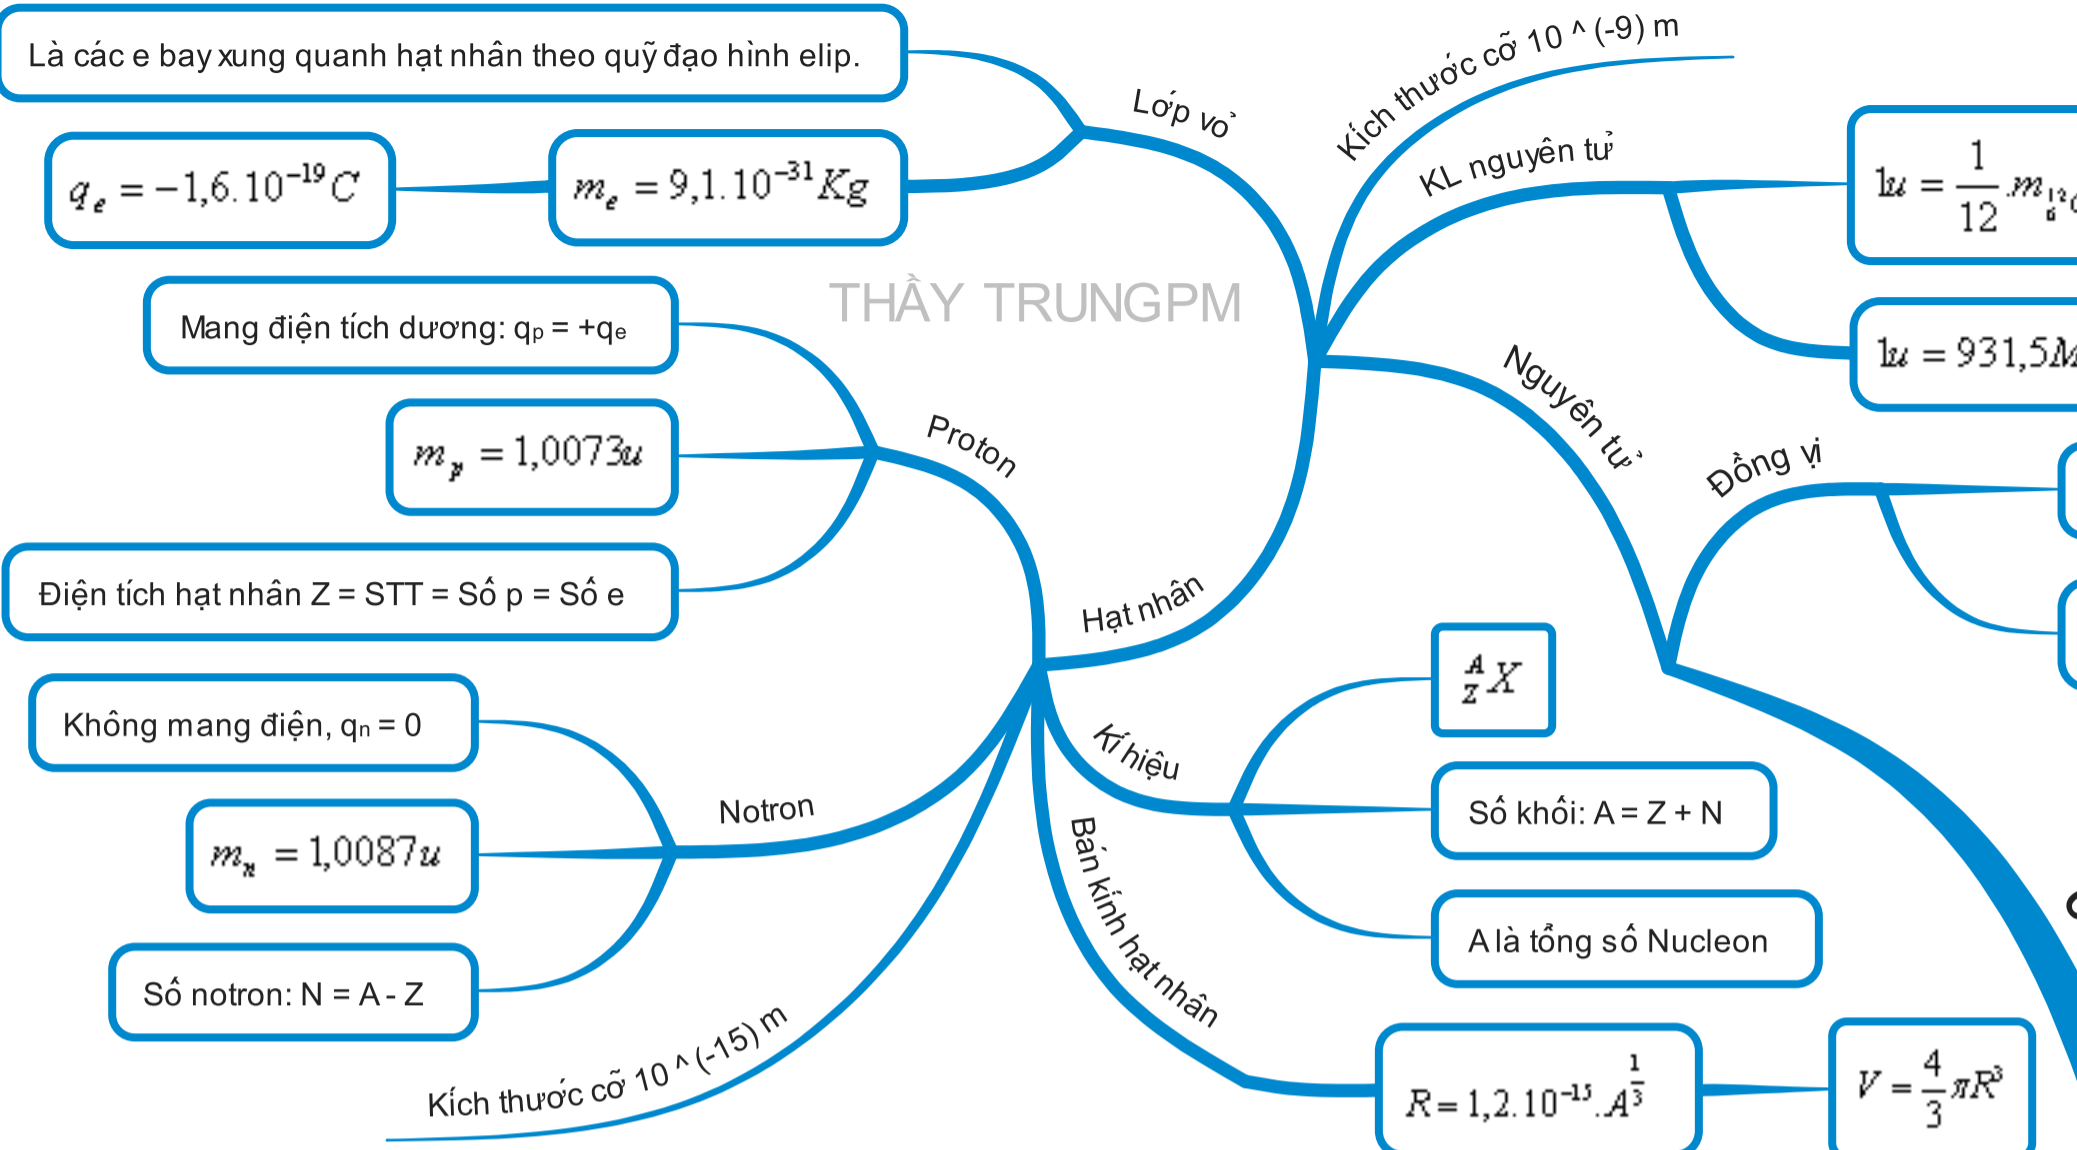 Là các e bay xung quanh hạt nhân theo quỹ đạo hình elip.
q_e = −1,6.10^−19 C
m_e = 9,1.10^−31 Kg
Lớp vỏ
Kích thước cỡ 10 ^ (-9) m
KL nguyên tử
1u = 1/12 .m 12 6
1u = 931,5M
THẦY TRUNGPM
Nguyên tử
Đồng vị
Mang điện tích dương: qp = +qe
m_p = 1,0073u
Điện tích hạt nhân Z = STT = Số p = Số e
Proton
Hạt nhân
Không mang điện, qn = 0
m_n = 1,0087u
Số notron: N = A - Z
Notron
Kích thước cỡ 10 ^ (-15) m
Kí hiệu
A Z X
Số khối: A = Z + N
A là tổng số Nucleon
Bán kính hạt nhân
R = 1,2.10^−15.A^1/3
V = 4/3 πR^3